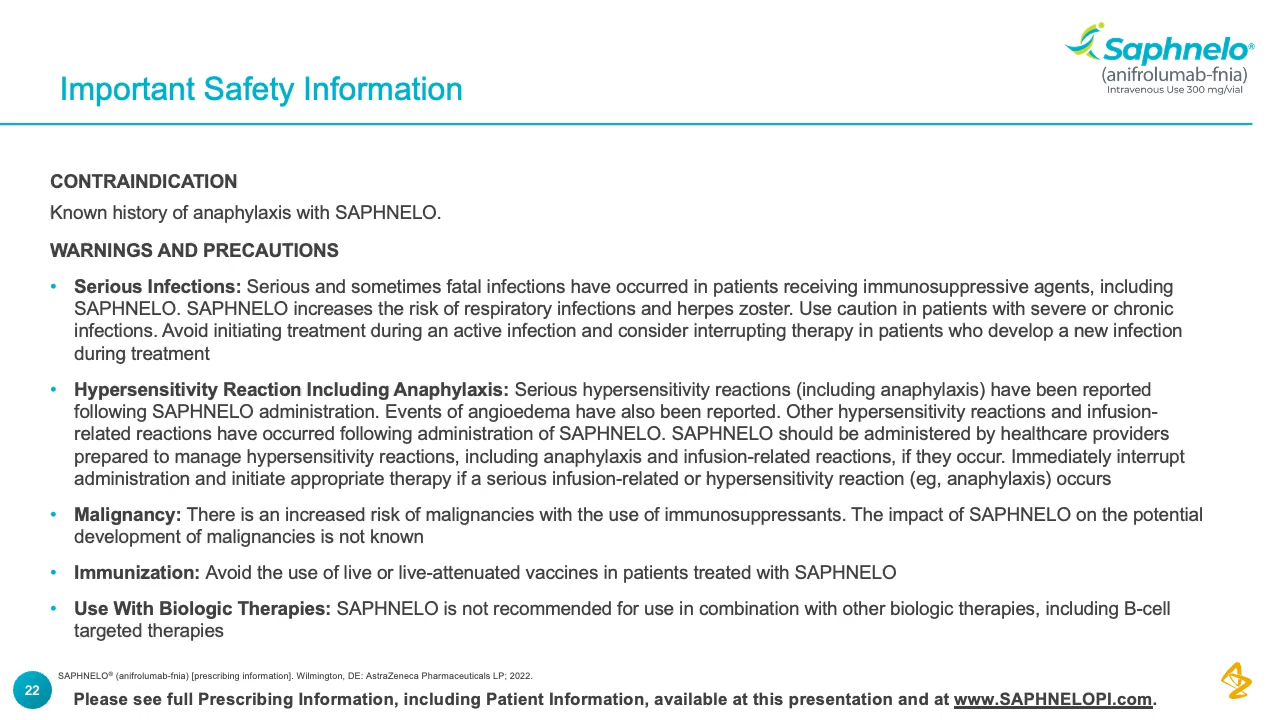 Saphnelo®
(anifrolumab-fnia)
Intravenous Use 300 mg/vial
Important Safety Information
CONTRAINDICATION
Known history of anaphylaxis with SAPHNELO.
WARNINGS AND PRECAUTIONS
• Serious Infections: Serious and sometimes fatal infections have occurred in patients receiving immunosuppressive agents, including
SAPHNELO. SAPHNELO increases the risk of respiratory infections and herpes zoster. Use caution in patients with severe or chronic
infections. Avoid initiating treatment during an active infection and consider interrupting therapy in patients who develop a new infection
during treatment
• Hypersensitivity Reaction Including Anaphylaxis: Serious hypersensitivity reactions (including anaphylaxis) have been reported
following SAPHNELO administration. Events of angioedema have also been reported. Other hypersensitivity reactions and infusion-
related reactions have occurred following administration of SAPHNELO. SAPHNELO should be administered by healthcare providers
prepared to manage hypersensitivity reactions, including anaphylaxis and infusion-related reactions, if they occur. Immediately interrupt
administration and initiate appropriate therapy if a serious infusion-related or hypersensitivity reaction (eg, anaphylaxis) occurs
• Malignancy: There is an increased risk of malignancies with the use of immunosuppressants. The impact of SAPHNELO on the potential
development of malignancies is not known
• Immunization: Avoid the use of live or live-attenuated vaccines in patients treated with SAPHNELO
• Use With Biologic Therapies: SAPHNELO is not recommended for use in combination with other biologic therapies, including B-cell
targeted therapies
SAPHNELO® (anifrolumab-fnia) [prescribing information]. Wilmington, DE: AstraZeneca Pharmaceuticals LP; 2022.
22
Please see full Prescribing Information, including Patient Information, available at this presentation and at www.SAPHNELOPI.com.